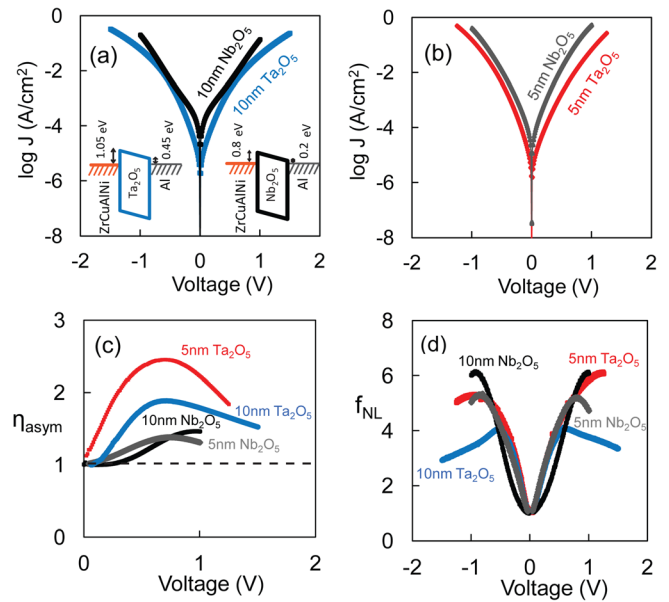 (a)
0
-2
-4
-6
-8
log J (A/cm²)
10nm Nb₂O₅
10nm Ta₂O₅
1.05 eV
0.45 eV
Ta₂O₅
ZrCuAlNi
Al
0.8 eV
0.2 eV
Nb₂O₅
ZrCuAlNi
Al
-2 -1 0 1 2
Voltage (V)
(b)
0
-2
-4
-6
-8
log J (A/cm²)
5nm Nb₂O₅
5nm Ta₂O₅
-2 -1 0 1 2
Voltage (V)
(c)
3
2
1
0
ηasym
5nm Ta₂O₅
10nm Ta₂O₅
10nm Nb₂O₅
5nm Nb₂O₅
0 1 2
Voltage (V)
(d)
8
6
4
2
0
fNL
10nm Nb₂O₅
5nm Ta₂O₅
5nm Nb₂O₅
10nm Ta₂O₅
-2 -1 0 1 2
Voltage (V)